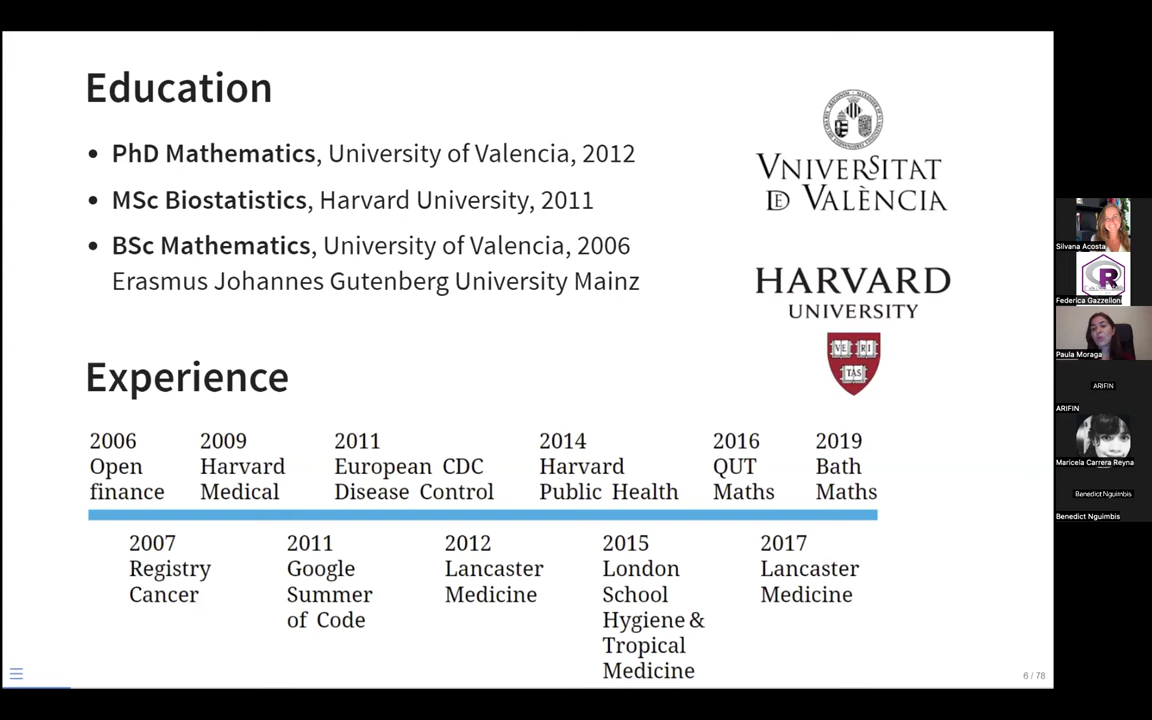 Education
• PhD Mathematics, University of Valencia, 2012
• MSc Biostatistics, Harvard University, 2011
• BSc Mathematics, University of Valencia, 2006
Erasmus Johannes Gutenberg University Mainz
VNIVERSITAT
DE VALÈNCIA
HARVARD
UNIVERSITY
VE RI
TAS
Experience
2006
Open
finance
2009
Harvard
Medical
2011
European CDC
Disease Control
2014
Harvard
Public Health
2016
QUT
Maths
2019
Bath
Maths
2007
Registry
Cancer
2011
Google
Summer
of Code
2012
Lancaster
Medicine
2015
London
School
Hygiene &
Tropical
Medicine
2017
Lancaster
Medicine
6 / 78
Silvana Acosta
R
Federica Gazzelloni
Paula Moraga
ARIFIN
ARIFIN
Maricela Carrera Reyna
Benedict Nguimbis
Benedict Nguimbis